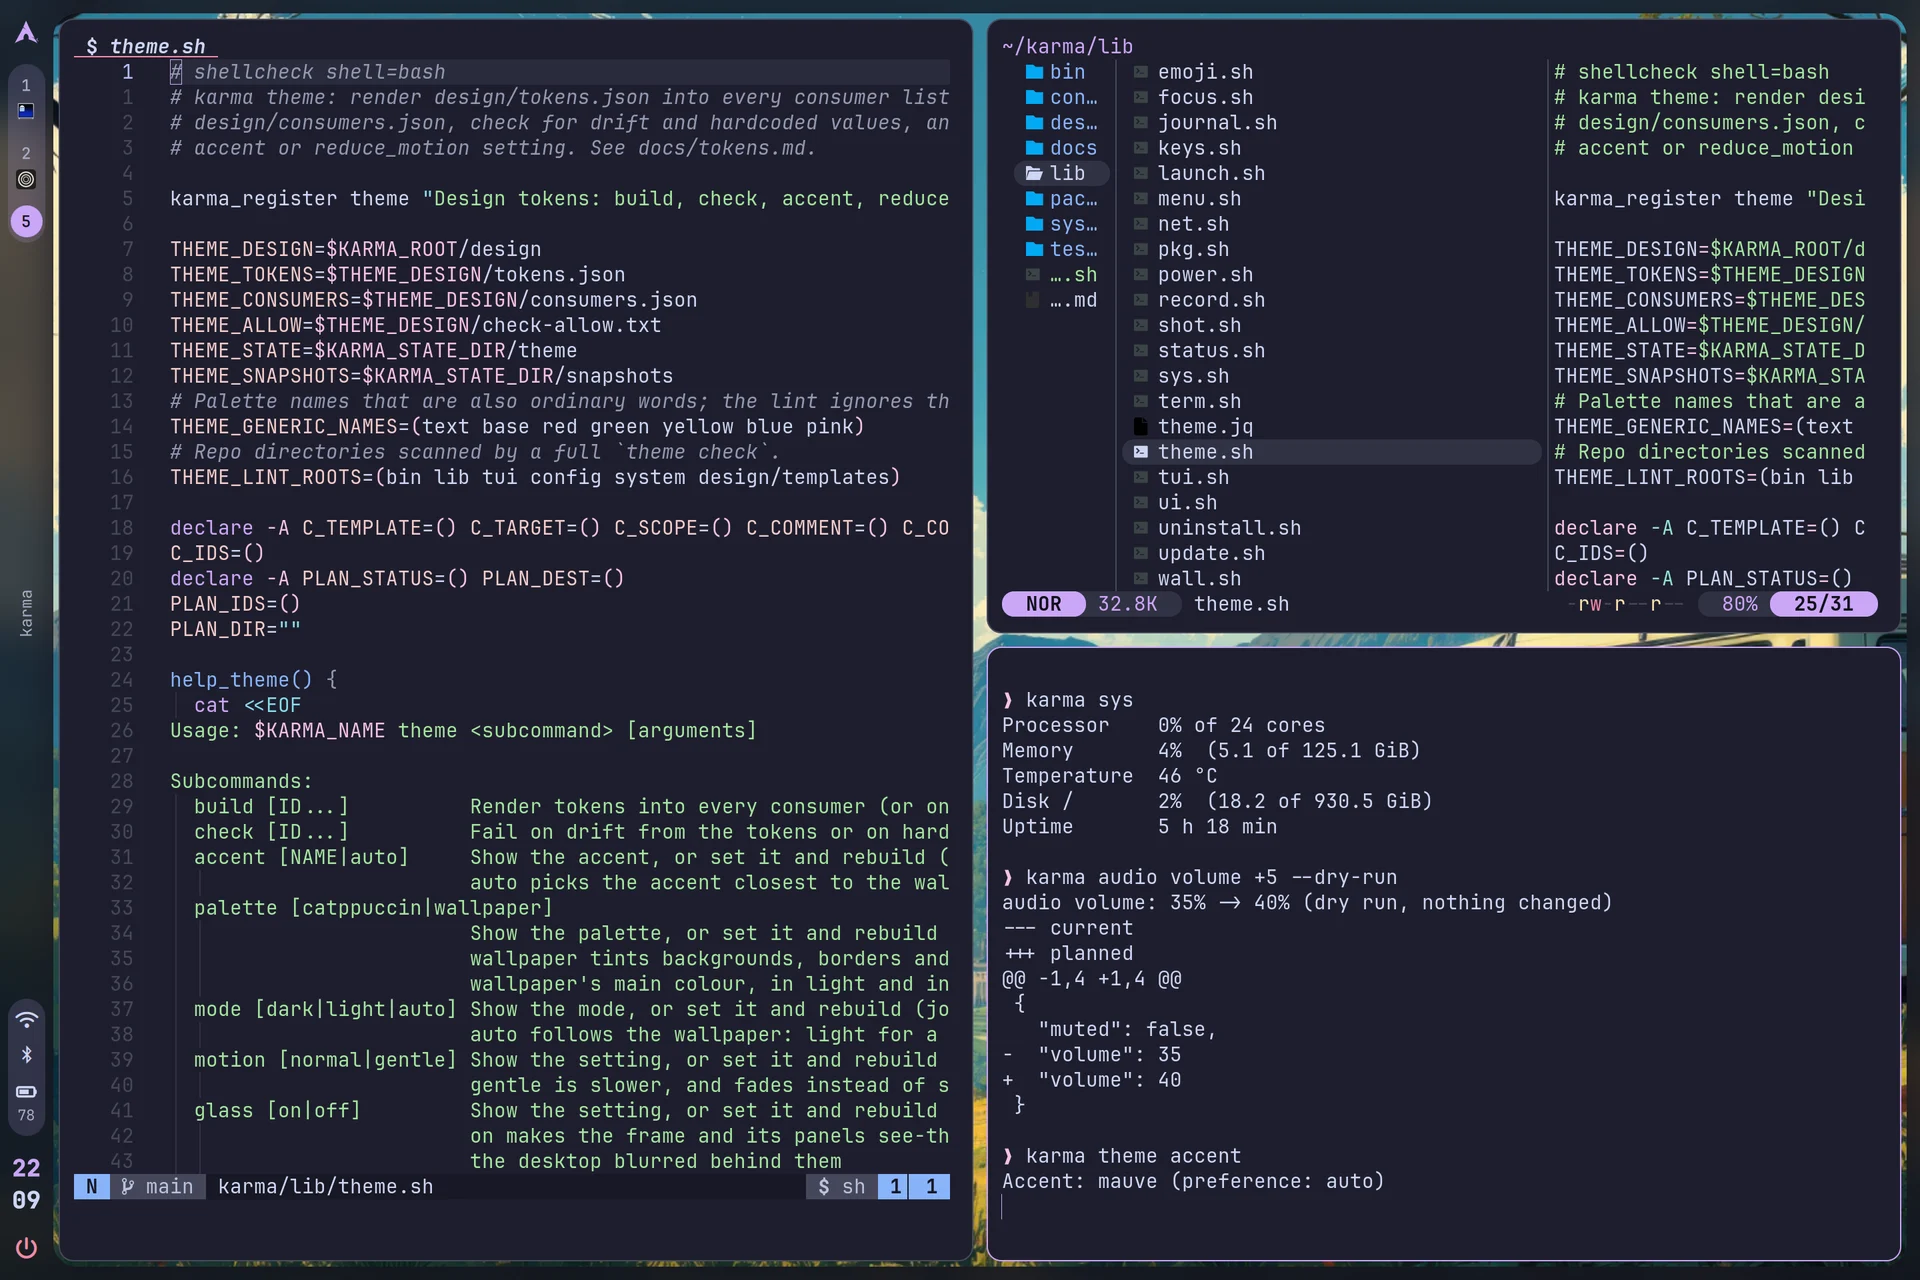 1
2
5
karma
78
22
09
$ theme.sh
1 # shellcheck shell=bash
1 # karma theme: render design/tokens.json into every consumer list
2 # design/consumers.json, check for drift and hardcoded values, an
3 # accent or reduce_motion setting. See docs/tokens.md.
4
5 karma_register theme "Design tokens: build, check, accent, reduce
6
7 THEME_DESIGN=$KARMA_ROOT/design
8 THEME_TOKENS=$THEME_DESIGN/tokens.json
9 THEME_CONSUMERS=$THEME_DESIGN/consumers.json
10 THEME_ALLOW=$THEME_DESIGN/check-allow.txt
11 THEME_STATE=$KARMA_STATE_DIR/theme
12 THEME_SNAPSHOTS=$KARMA_STATE_DIR/snapshots
13 # Palette names that are also ordinary words; the lint ignores th
14 THEME_GENERIC_NAMES=(text base red green yellow blue pink)
15 # Repo directories scanned by a full `theme check`.
16 THEME_LINT_ROOTS=(bin lib tui config system design/templates)
17
18 declare -A C_TEMPLATE=() C_TARGET=() C_SCOPE=() C_COMMENT=() C_CO
19 C_IDS=()
20 declare -A PLAN_STATUS=() PLAN_DEST=()
21 PLAN_IDS=()
22 PLAN_DIR=""
23
24 help_theme() {
25 cat <<EOF
26 Usage: $KARMA_NAME theme <subcommand> [arguments]
27
28 Subcommands:
29 build [ID...] Render tokens into every consumer (or on
30 check [ID...] Fail on drift from the tokens or on hard
31 accent [NAME|auto] Show the accent, or set it and rebuild (
32 auto picks the accent closest to the wal
33 palette [catppuccin|wallpaper]
34 Show the palette, or set it and rebuild
35 wallpaper tints backgrounds, borders and
36 wallpaper's main colour, in light and in
37 mode [dark|light|auto] Show the mode, or set it and rebuild (jo
38 auto follows the wallpaper: light for a
39 motion [normal|gentle] Show the setting, or set it and rebuild
40 gentle is slower, and fades instead of s
41 glass [on|off] Show the setting, or set it and rebuild
42 on makes the frame and its panels see-th
43 the desktop blurred behind them
N main karma/lib/theme.sh $ sh 1 1
~/karma/lib
bin
con…
des…
docs
lib
pac…
sys…
tes…
….sh
….md
emoji.sh
focus.sh
journal.sh
keys.sh
launch.sh
menu.sh
net.sh
pkg.sh
power.sh
record.sh
shot.sh
status.sh
sys.sh
term.sh
theme.jq
theme.sh
tui.sh
ui.sh
uninstall.sh
update.sh
wall.sh
# shellcheck shell=bash
# karma theme: render desi
# design/consumers.json, c
# accent or reduce_motion
karma_register theme "Desi
THEME_DESIGN=$KARMA_ROOT/d
THEME_TOKENS=$THEME_DESIGN
THEME_CONSUMERS=$THEME_DES
THEME_ALLOW=$THEME_DESIGN/
THEME_STATE=$KARMA_STATE_D
THEME_SNAPSHOTS=$KARMA_STA
# Palette names that are a
THEME_GENERIC_NAMES=(text
# Repo directories scanned
THEME_LINT_ROOTS=(bin lib
declare -A C_TEMPLATE=() C
C_IDS=()
declare -A PLAN_STATUS=()
NOR 32.8K theme.sh -rw-r--r-- 80% 25/31
❱ karma sys
Processor 0% of 24 cores
Memory 4% (5.1 of 125.1 GiB)
Temperature 46 °C
Disk / 2% (18.2 of 930.5 GiB)
Uptime 5 h 18 min
❱ karma audio volume +5 --dry-run
audio volume: 35% -> 40% (dry run, nothing changed)
--- current
+++ planned
@@ -1,4 +1,4 @@
{
"muted": false,
- "volume": 35
+ "volume": 40
}
❱ karma theme accent
Accent: mauve (preference: auto)